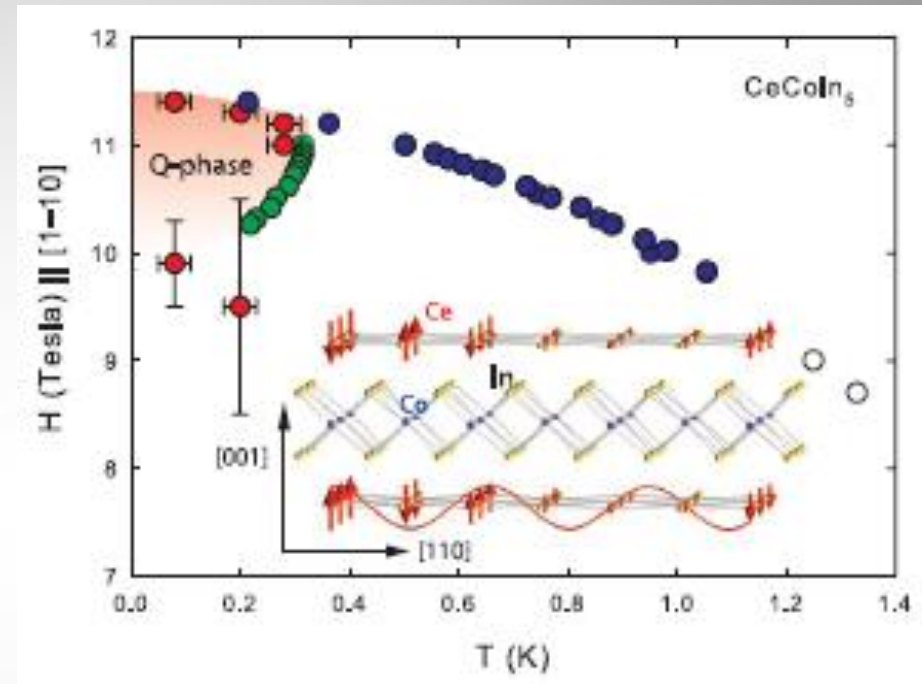 12
11
10
9
8
7
H (Tesla) || [1-10]
CeCoIn5
Q-phase
Ce
In
Co
[001]
[110]
0.0 0.2 0.4 0.6 0.8 1.0 1.2 1.4
T (K)